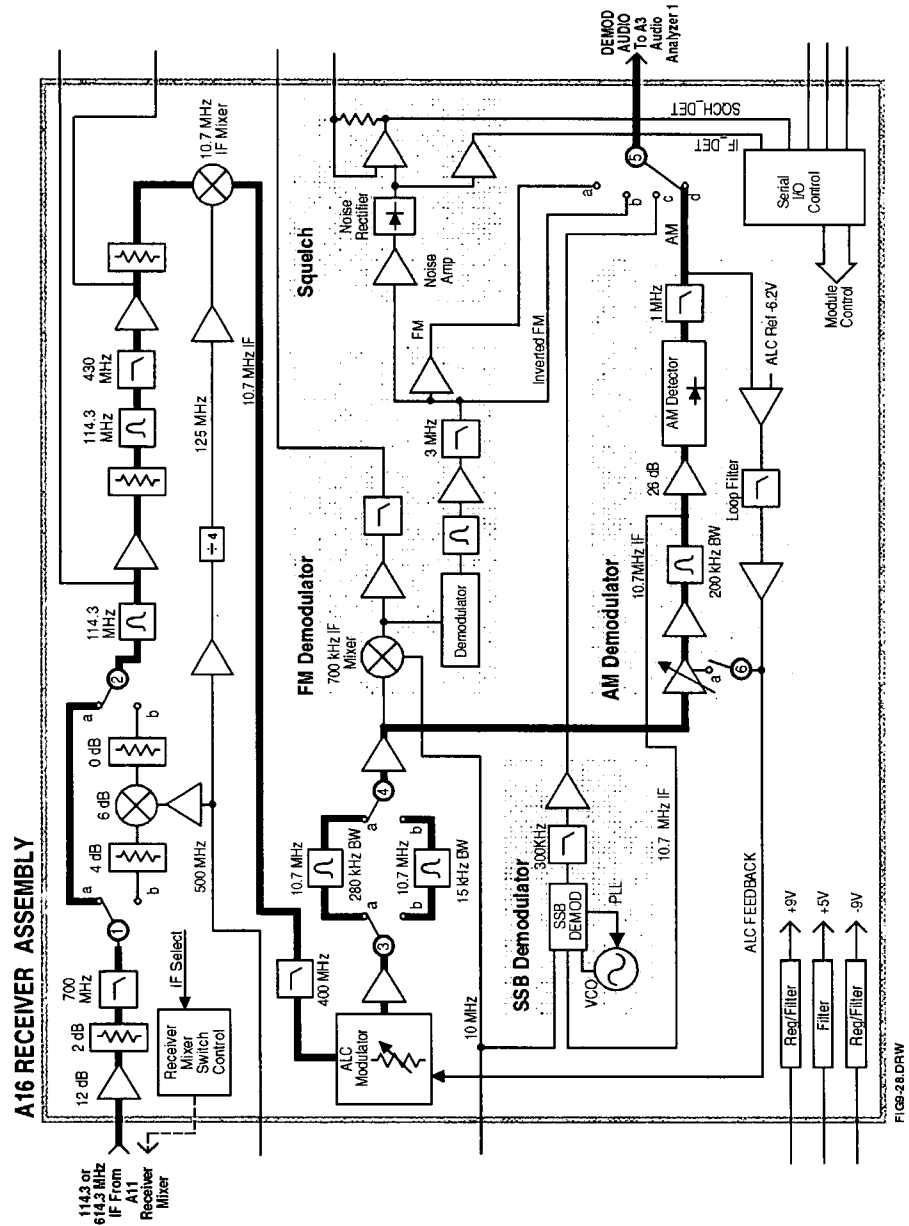 A16 RECEIVER ASSEMBLY
114.3 or
614.3 MHz
IF From
A11
Receiver
Mixer
12 dB
2 dB
700
MHz
1
a
b
4 dB
6 dB
0 dB
a
b
2
114.3
MHz
114.3
MHz
430
MHz
10.7 MHz
IF Mixer
IF Select
Receiver
Mixer
Switch
Control
500 MHz
÷ 4
125 MHz
10.7 MHz IF
400 MHz
ALC
Modulator
3
a
b
10.7 MHz
280 kHz BW
10.7 MHz
15 kHz BW
a
b
4
10 MHz
FM Demodulator
700 kHz IF
Mixer
Demodulator
3 MHz
Squelch
Noise
Rectifier
Noise
Amp
FM
Inverted FM
a
b
c
d
5
DEMOD
AUDIO
To A3
Audio
Analyzer 1
SQCH_DET
IF_DET
Serial
I/O
Control
Module
Control
SSB Demodulator
SSB
DEMOD
VCO
PLL
300KHz
10.7 MHz IF
AM Demodulator
a
6
200 kHz BW
10.7MHz IF
26 dB
AM Detector
1 MHz
AM
ALC Ref -6.2V
Loop Filter
ALC FEEDBACK
Reg/Filter
+9V
Filter
+5V
Reg/Filter
-9V
FIG9-28.DRW